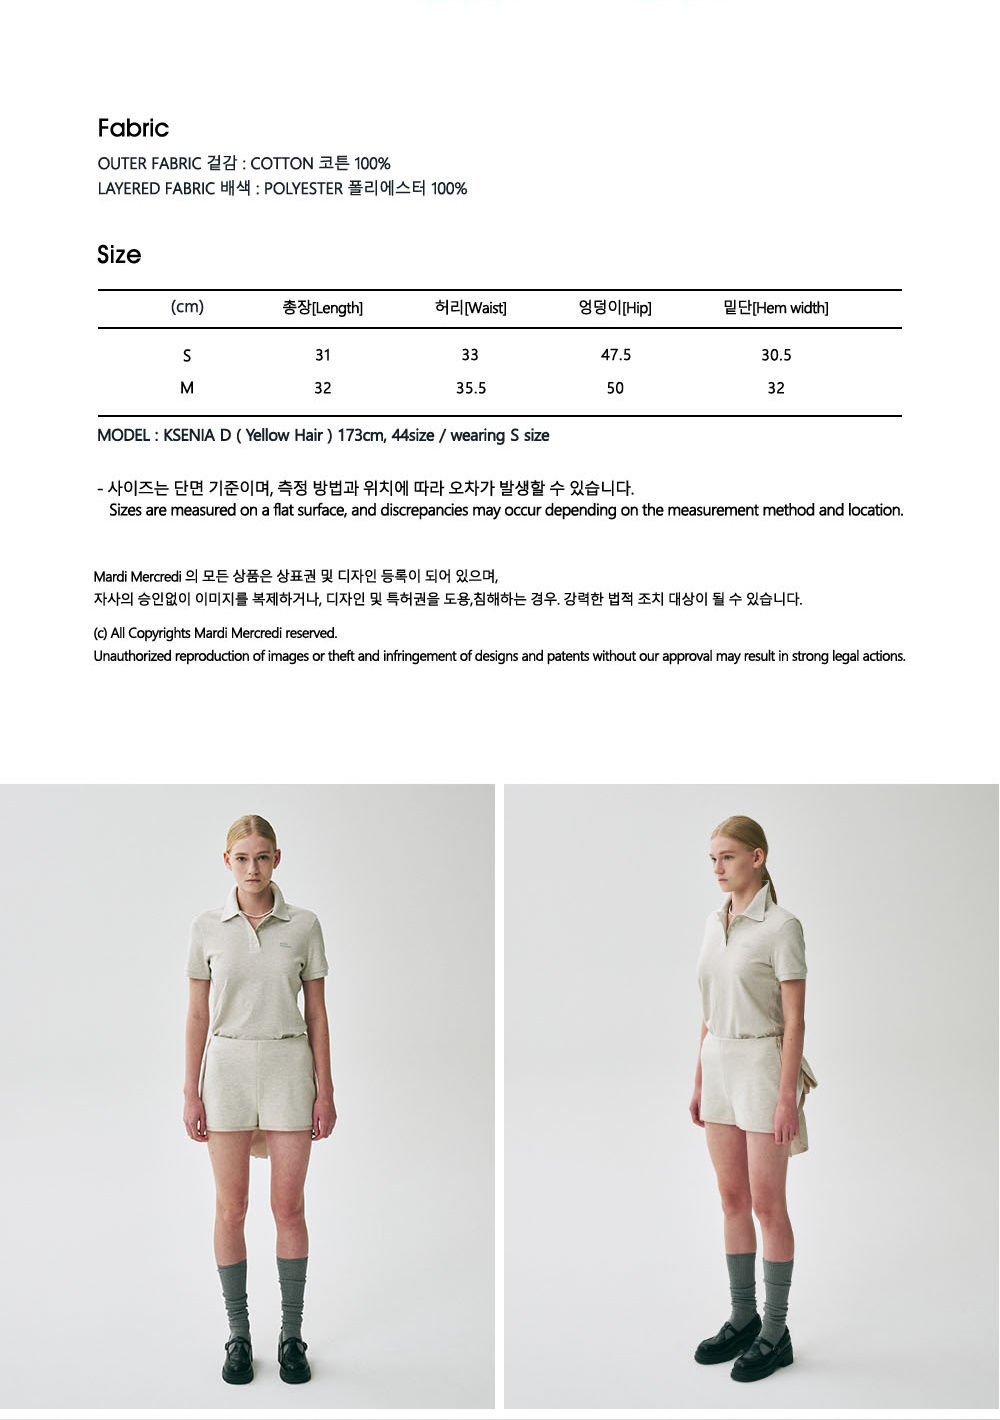 Fabric
OUTER FABRIC 겉감 : COTTON 코튼 100%
LAYERED FABRIC 배색 : POLYESTER 폴리에스터 100%
Size
(cm) 총장[Length] 허리[Waist] 엉덩이[Hip] 밑단[Hem width]
S 31 33 47.5 30.5
M 32 35.5 50 32
MODEL : KSENIA D ( Yellow Hair ) 173cm, 44size / wearing S size
- 사이즈는 단면 기준이며, 측정 방법과 위치에 따라 오차가 발생할 수 있습니다.
Sizes are measured on a flat surface, and discrepancies may occur depending on the measurement method and location.
Mardi Mercredi 의 모든 상품은 상표권 및 디자인 등록이 되어 있으며,
자사의 승인없이 이미지를 복제하거나, 디자인 및 특허권을 도용,침해하는 경우. 강력한 법적 조치 대상이 될 수 있습니다.
(c) All Copyrights Mardi Mercredi reserved.
Unauthorized reproduction of images or theft and infringement of designs and patents without our approval may result in strong legal actions.